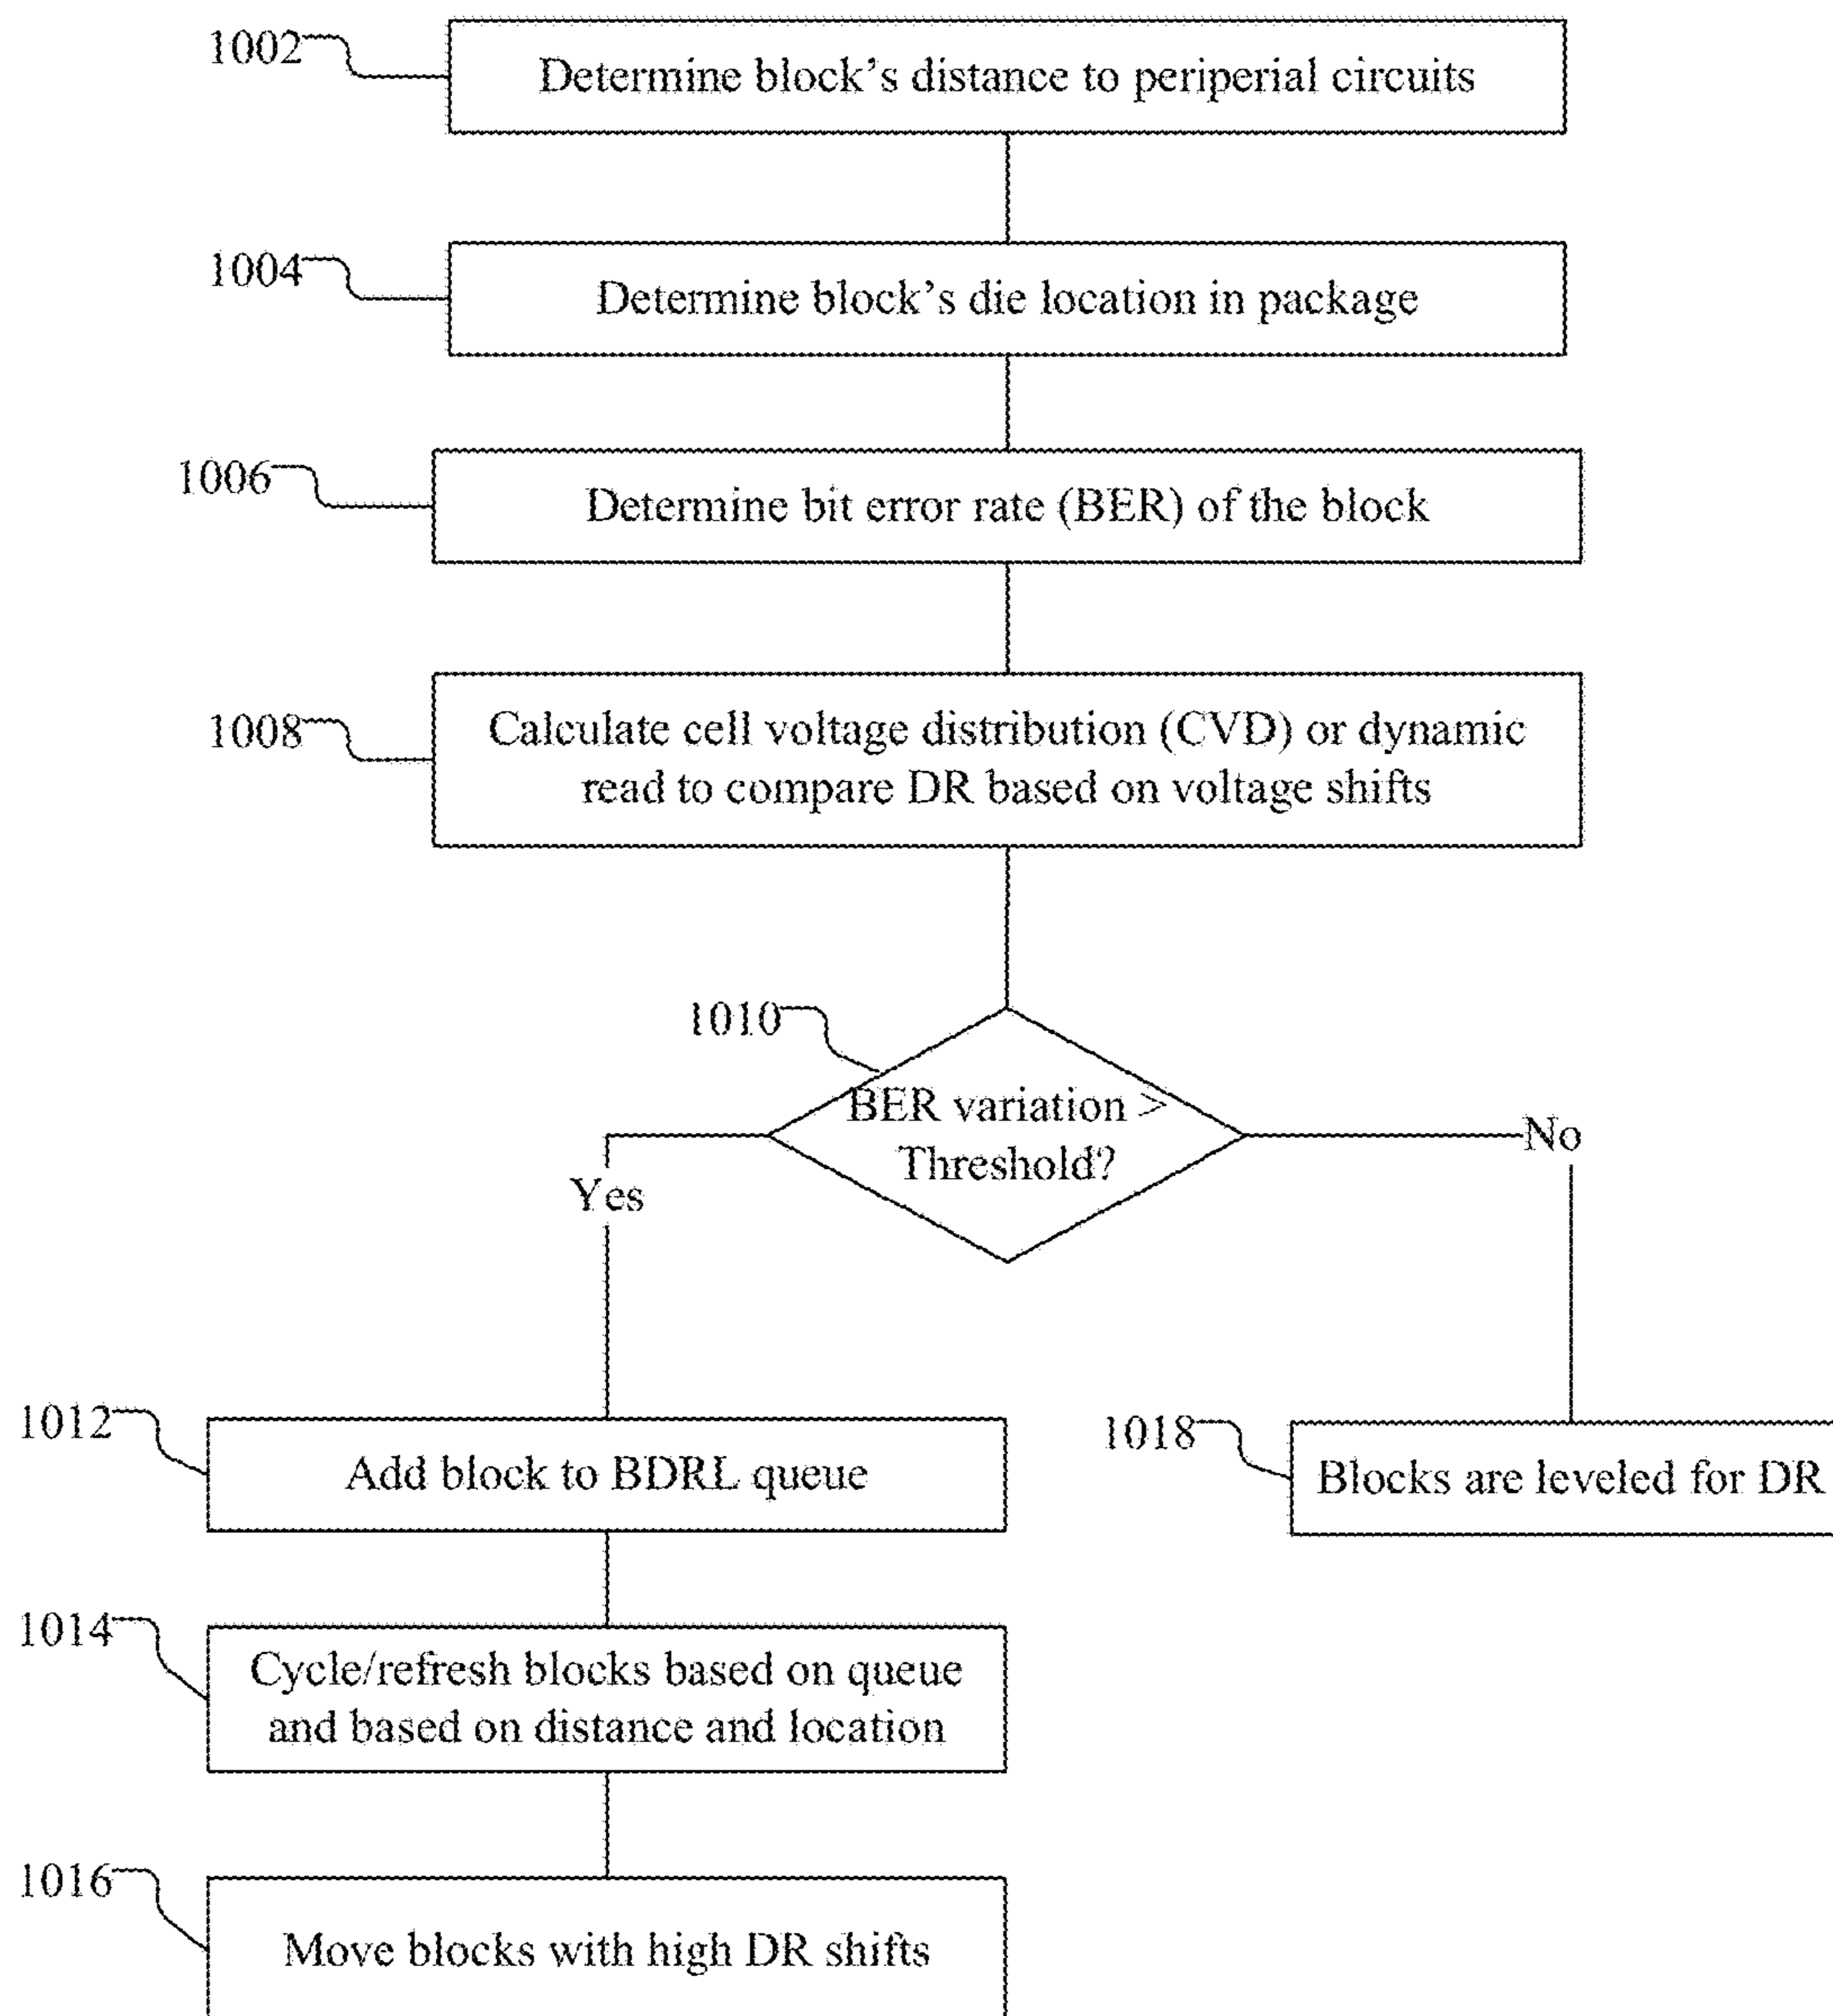 1002
Determine block's distance to periperial circuits
1004
Determine block's die location in package
1006
Determine bit error rate (BER) of the block
1008
Calculate cell voltage distribution (CVD) or dynamic
read to compare DR based on voltage shifts
1010
BER variation >
Threshold?
Yes
No
1012
Add block to BDRL queue
1018
Blocks are leveled for DR
1014
Cycle/refresh blocks based on queue
and based on distance and location
1016
Move blocks with high DR shifts